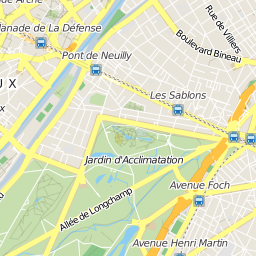 Rue de Villiers
Esplanade de La Défense
Boulevard Bineau
Pont de Neuilly
Les Sablons
Jardin d'Acclimatation
Avenue Foch
Allée de Longchamp
Avenue Henri Martin